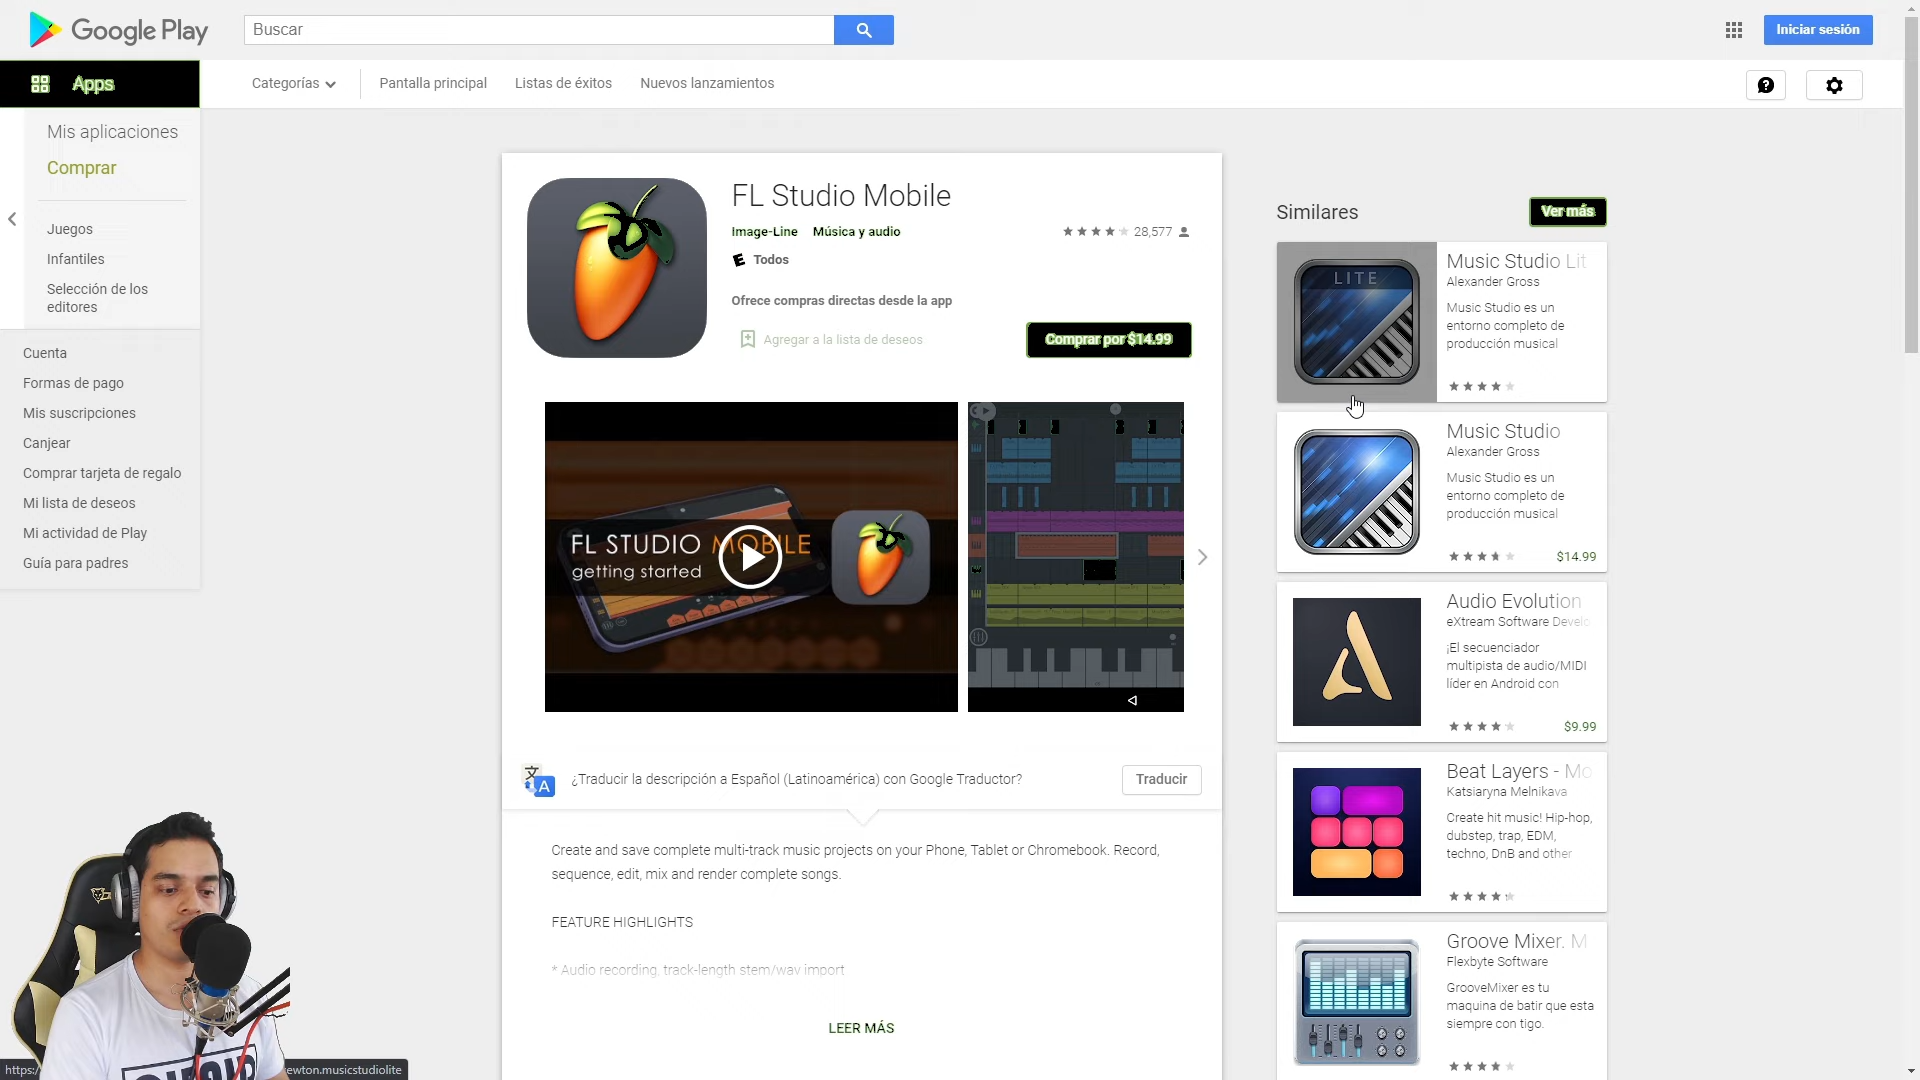 Google Play
Buscar
Iniciar sesión
Apps
Categorías
Pantalla principal
Listas de éxitos
Nuevos lanzamientos
Mis aplicaciones
Comprar
Juegos
Infantiles
Selección de los
editores
Cuenta
Formas de pago
Mis suscripciones
Canjear
Comprar tarjeta de regalo
Mi lista de deseos
Mi actividad de Play
Guía para padres
FL Studio Mobile
Image-Line Música y audio
28,577
E Todos
Ofrece compras directas desde la app
Agregar a la lista de deseos
Comprar por $14.99
FL STUDIO MOBILE
getting started
¿Traducir la descripción a Español (Latinoamérica) con Google Traductor?
Traducir
Create and save complete multi-track music projects on your Phone, Tablet or Chromebook. Record,
sequence, edit, mix and render complete songs.
FEATURE HIGHLIGHTS
* Audio recording, track-length stem/wav import
LEER MÁS
Similares
Ver más
LITE
Music Studio Lit
Alexander Gross
Music Studio es un
entorno completo de
producción musical
Music Studio
Alexander Gross
Music Studio es un
entorno completo de
producción musical
$14.99
Audio Evolution
eXtream Software Develo
¡El secuenciador
multipista de audio/MIDI
líder en Android con
$9.99
Beat Layers - Mo
Katsiaryna Melnikava
Create hit music! Hip-hop,
dubstep, trap, EDM,
techno, DnB and other
Groove Mixer. M
Flexbyte Software
GrooveMixer es tu
maquina de batir que esta
siempre con tigo.
https:/
ewton.musicstudiolite